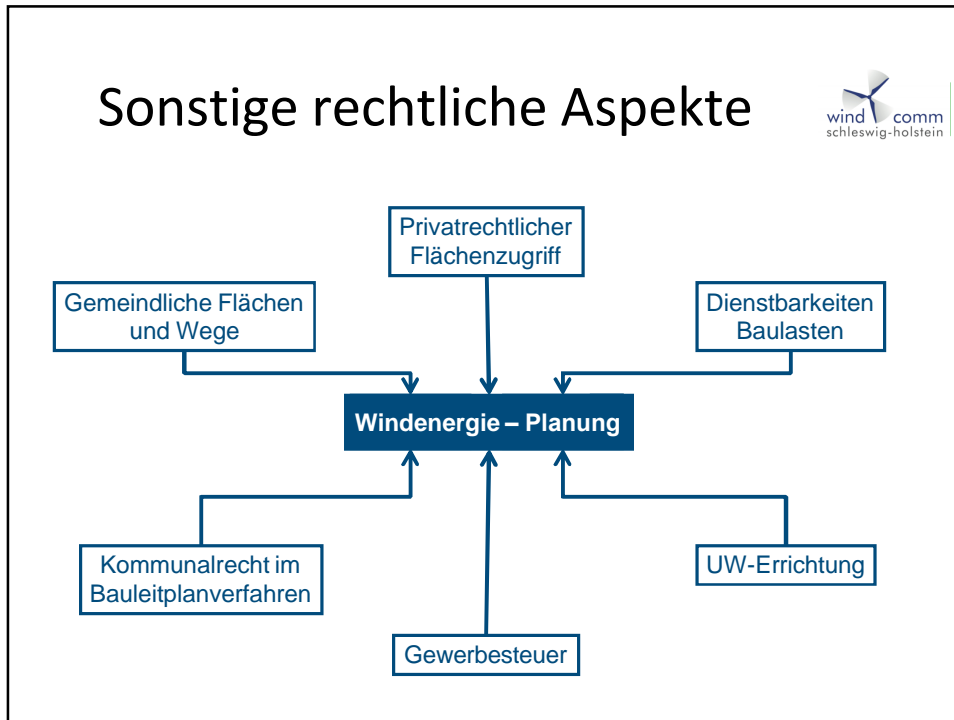 Sonstige rechtliche Aspekte
wind comm
schleswig-holstein
Privatrechtlicher
Flächenzugriff
Gemeindliche Flächen
und Wege
Dienstbarkeiten
Baulasten
Windenergie – Planung
Kommunalrecht im
Bauleitplanverfahren
UW-Errichtung
Gewerbesteuer